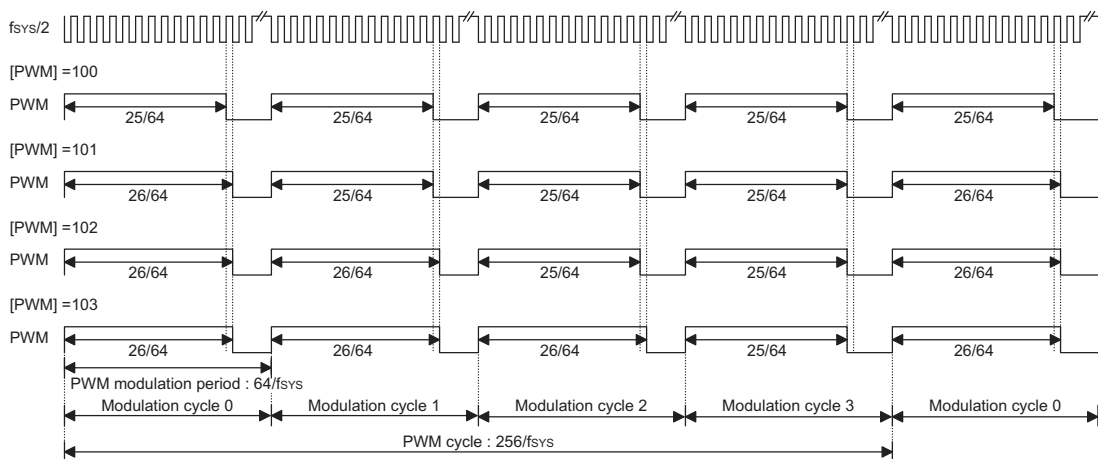 fSYS/2
[PWM] =100
PWM
25/64 25/64 25/64 25/64 25/64
[PWM] =101
PWM
26/64 25/64 25/64 25/64 26/64
[PWM] =102
PWM
26/64 26/64 25/64 25/64 26/64
[PWM] =103
PWM
26/64 26/64 26/64 25/64 26/64
PWM modulation period : 64/fSYS
Modulation cycle 0 Modulation cycle 1 Modulation cycle 2 Modulation cycle 3 Modulation cycle 0
PWM cycle : 256/fSYS